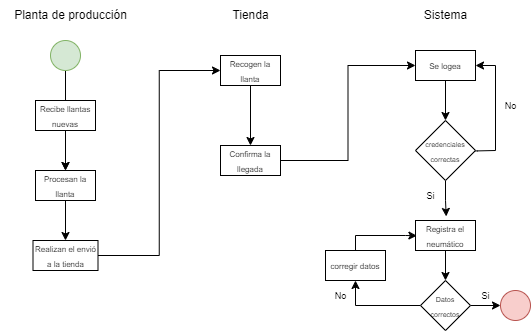 Planta de producción
Tienda
Sistema
Recibe llantas
nuevas
Procesan la
llanta
Realizan el envió
a la tienda
Recogen la
llanta
Confirma la
llegada
Se logea
No
credenciales
correctas
Si
Registra el
neumático
corregir datos
No
Datos
correctos
Si